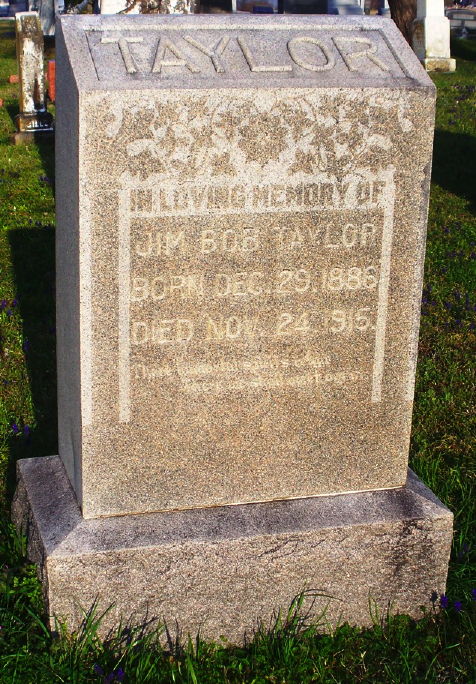 TAYLOR
IN LOVING MEMORY OF
JIM BOB TAYLOR
BORN DEC. 29. 1886
DIED NOV. 24. 1915.